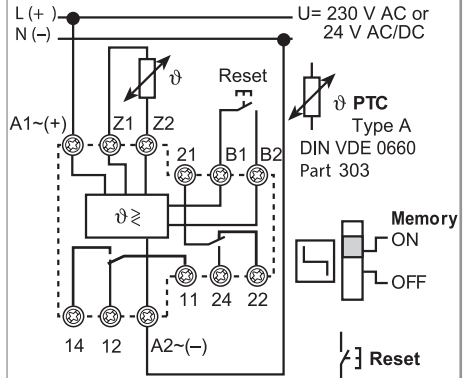 L (+)
U= 230 V AC or
N (–)
24 V AC/DC
ϑ
Reset
ϑ PTC
Type A
DIN VDE 0660
Part 303
A1~(+) Z1 Z2
21 B1 B2
ϑ≷
Memory
ON
OFF
11 24 22
14 12 A2~(–)
Reset